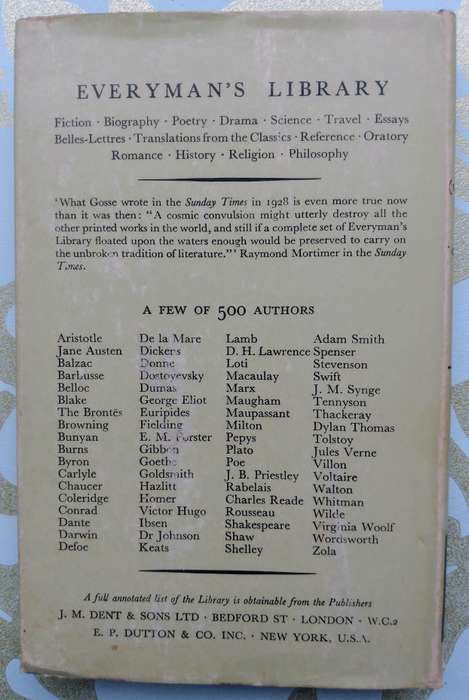 EVERYMAN'S LIBRARY
Fiction · Biography · Poetry · Drama · Science · Travel · Essays
Belles-Lettres · Translations from the Classics · Reference · Oratory
Romance · History · Religion · Philosophy
'What Gosse wrote in the Sunday Times in 1928 is even more true now
than it was then: "A cosmic convulsion might utterly destroy all the
other printed works in the world, and still if a complete set of Everyman's
Library floated upon the waters enough would be preserved to carry on
the unbroken tradition of literature."' Raymond Mortimer in the Sunday
Times.
A FEW OF 500 AUTHORS
Aristotle
Jane Austen
Balzac
Barbusse
Belloc
Blake
The Brontës
Browning
Bunyan
Burns
Byron
Carlyle
Chaucer
Coleridge
Conrad
Dante
Darwin
Defoe
De la Mare
Dickens
Donne
Dostoyevsky
Dumas
George Eliot
Euripides
Fielding
E. M. Forster
Gibbon
Goethe
Goldsmith
Hazlitt
Homer
Victor Hugo
Ibsen
Dr Johnson
Keats
Lamb
D. H. Lawrence
Loti
Macaulay
Marx
Maugham
Maupassant
Milton
Pepys
Plato
Poe
J. B. Priestley
Rabelais
Charles Reade
Rousseau
Shakespeare
Shaw
Shelley
Adam Smith
Spenser
Stevenson
Swift
J. M. Synge
Tennyson
Thackeray
Dylan Thomas
Tolstoy
Jules Verne
Villon
Voltaire
Walton
Whitman
Wilde
Virginia Woolf
Wordsworth
Zola
A full annotated list of the Library is obtainable from the Publishers
J. M. DENT & SONS LTD · BEDFORD ST · LONDON · W.C.2
E. P. DUTTON & CO. INC. · NEW YORK, U.S.A.